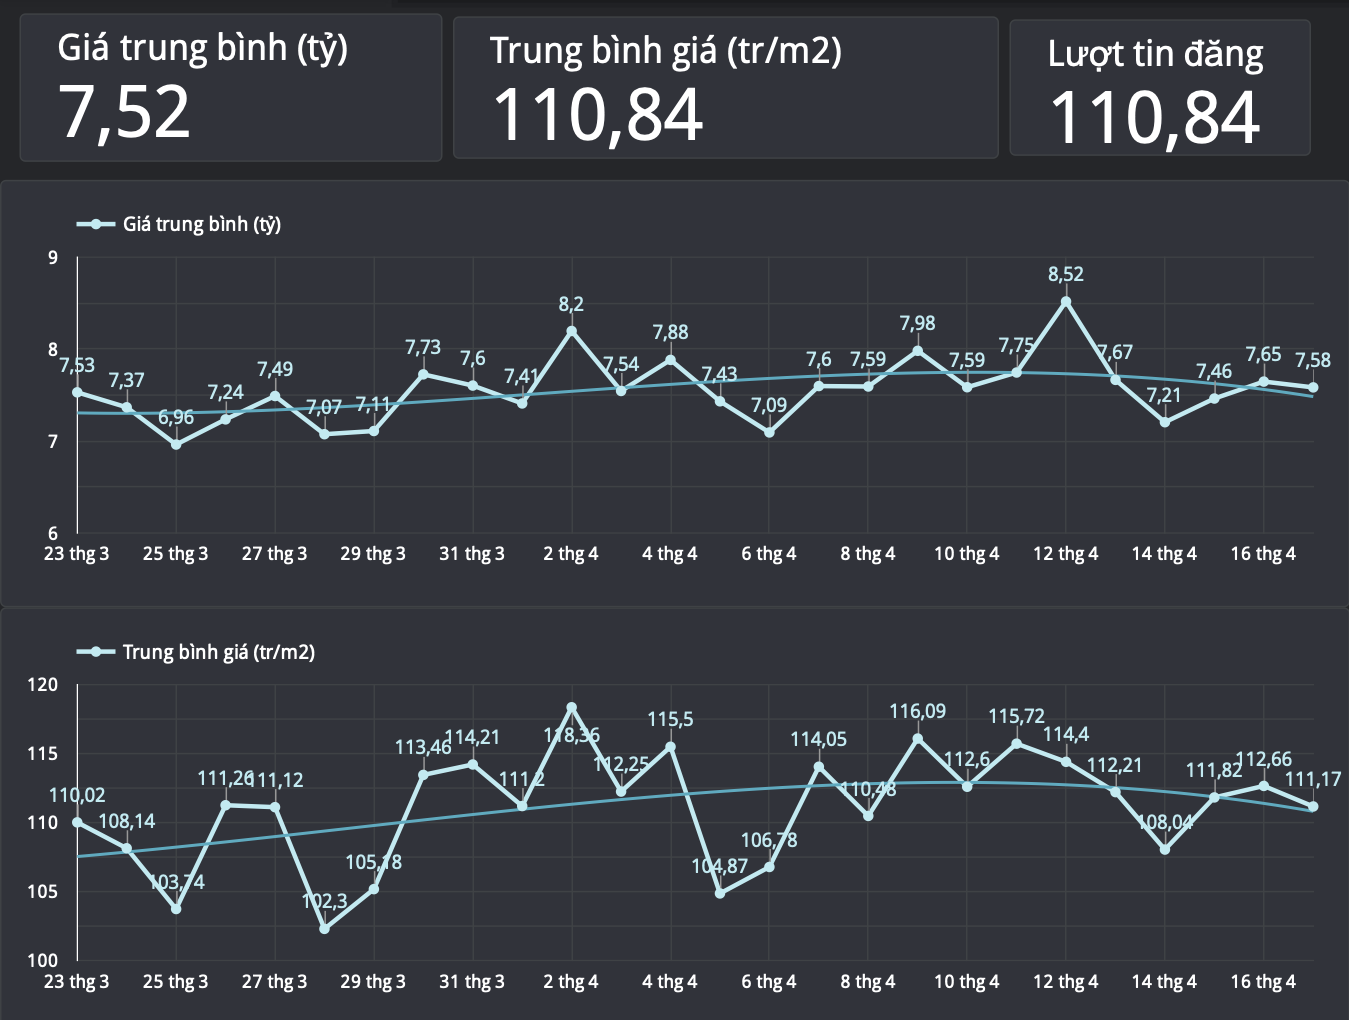 Giá trung bình (tỷ)
7,52
Trung bình giá (tr/m2)
110,84
Lượt tin đăng
110,84
Giá trung bình (tỷ)
9
8
7
6
7,53
7,37
6,96
7,24
7,49
7,07
7,11
7,73
7,6
7,41
8,2
7,54
7,88
7,43
7,09
7,6
7,59
7,98
7,59
7,75
8,52
7,67
7,21
7,46
7,65
7,58
23 thg 3
25 thg 3
27 thg 3
29 thg 3
31 thg 3
2 thg 4
4 thg 4
6 thg 4
8 thg 4
10 thg 4
12 thg 4
14 thg 4
16 thg 4
Trung bình giá (tr/m2)
120
115
110
105
100
110,02
108,14
103,74
111,26
111,12
102,3
105,18
113,46
114,21
111,2
118,36
112,25
115,5
104,87
106,78
114,05
110,48
116,09
112,6
115,72
114,4
112,21
108,04
111,82
112,66
111,17
23 thg 3
25 thg 3
27 thg 3
29 thg 3
31 thg 3
2 thg 4
4 thg 4
6 thg 4
8 thg 4
10 thg 4
12 thg 4
14 thg 4
16 thg 4